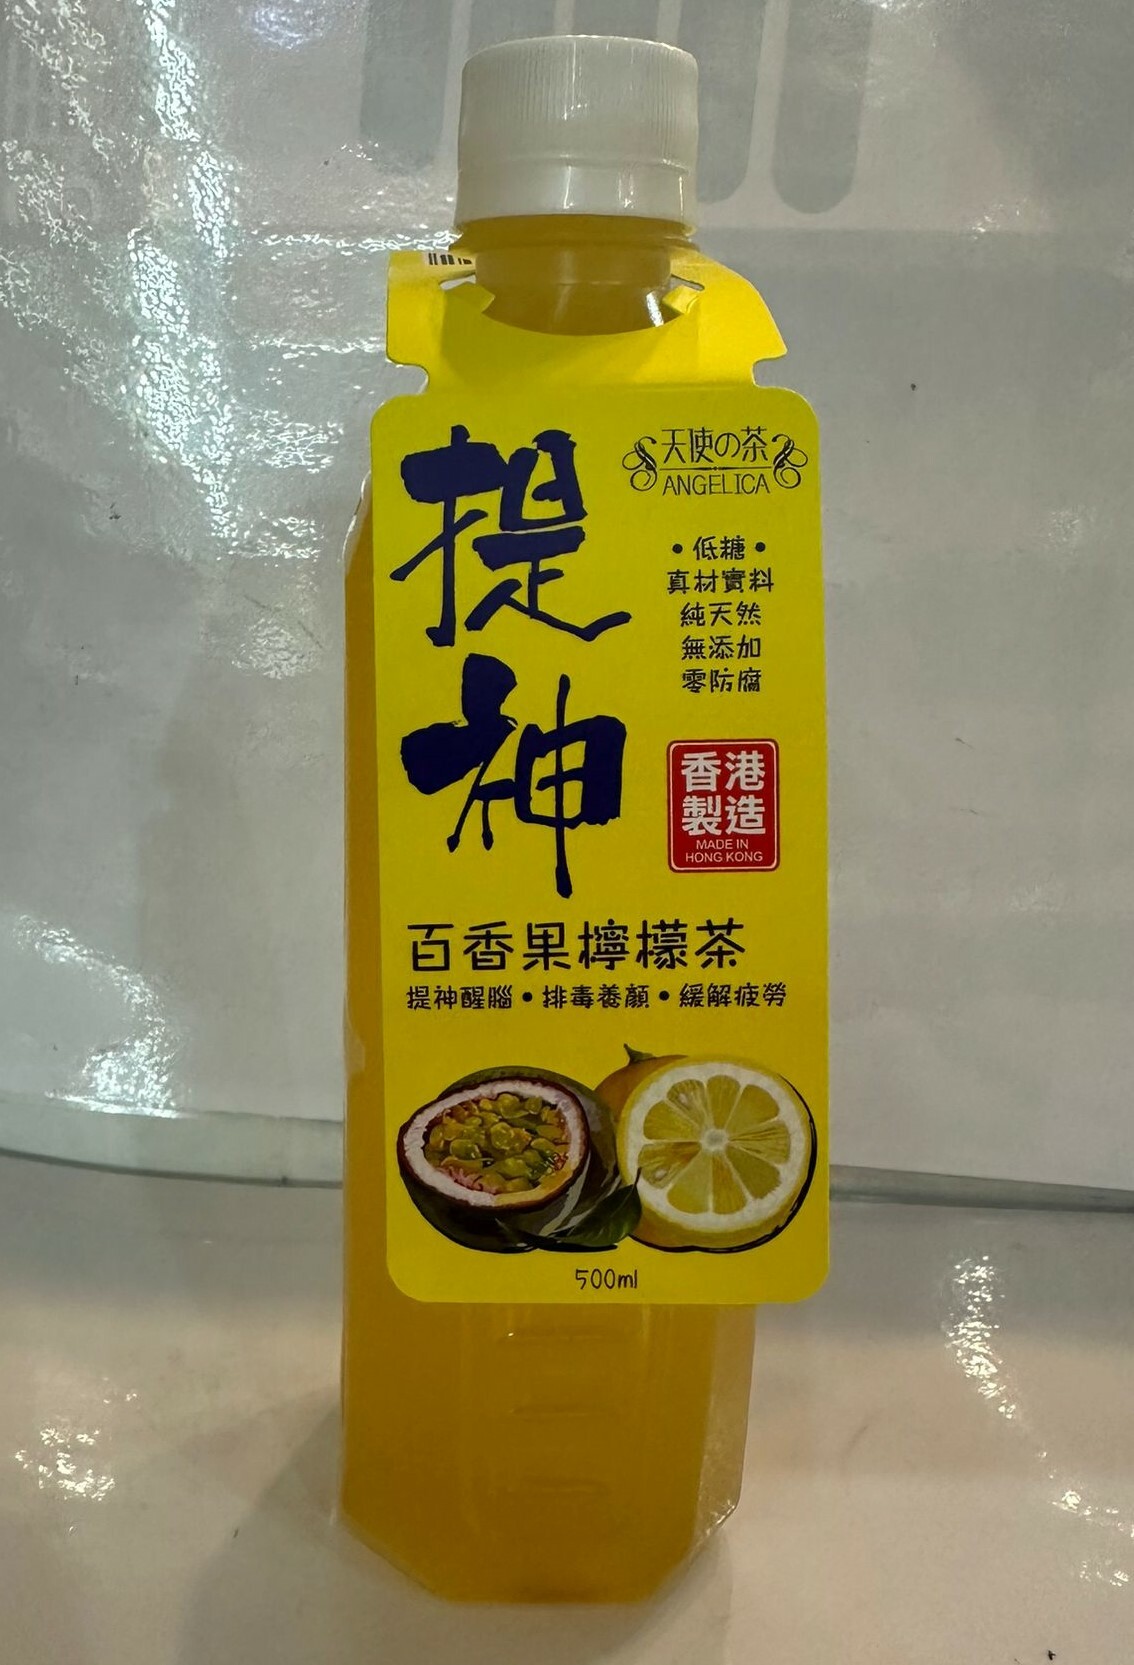 提神
天使の茶
ANGELICA
•低糖•
真材實料
純天然
無添加
零防腐
香港
製造
MADE IN
HONG KONG
百香果檸檬茶
提神醒腦•排毒養顏•緩解疲勞
500ml